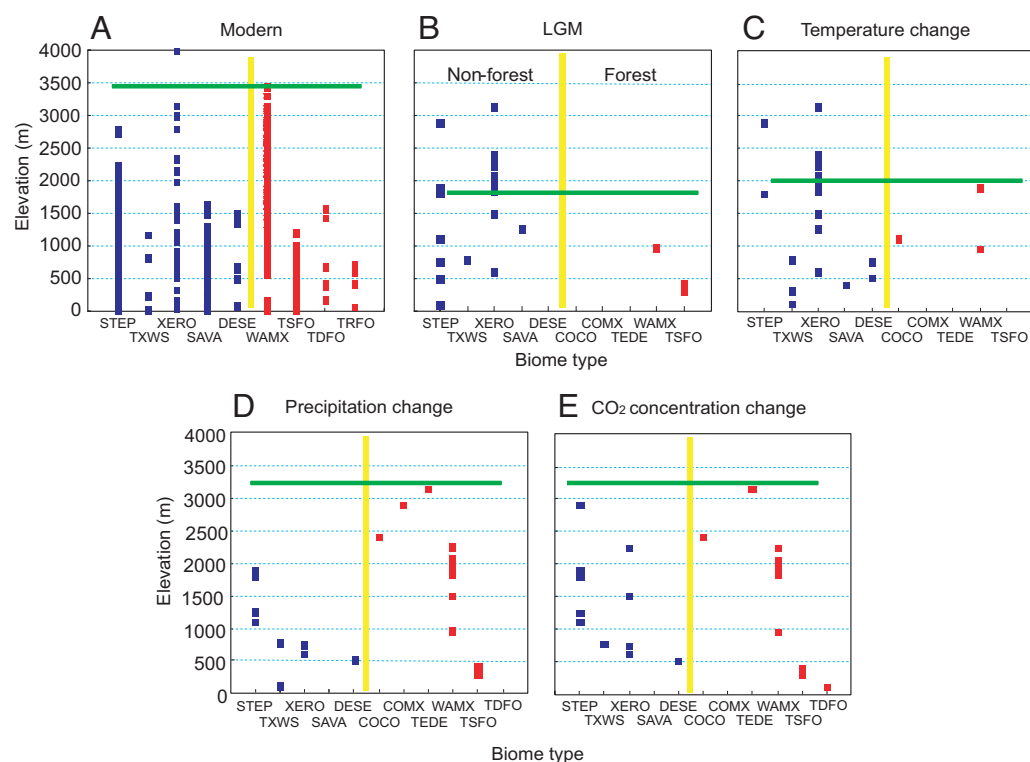 A Modern
B LGM
C Temperature change
Elevation (m)
4000
3500
3000
2500
2000
1500
1000
500
0
Non-forest Forest
STEP XERO DESE TSFO TRFO
TXWS SAVA WAMX TDFO
STEP XERO DESE COMX WAMX
TXWS SAVA COCO TEDE TSFO
STEP XERO DESE COMX WAMX
TXWS SAVA COCO TEDE TSFO
Biome type
D Precipitation change
E CO2 concentration change
Elevation (m)
4000
3500
3000
2500
2000
1500
1000
500
0
STEP XERO DESE COMX WAMX TDFO
TXWS SAVA COCO TEDE TSFO
STEP XERO DESE COMX WAMX TDFO
TXWS SAVA COCO TEDE TSFO
Biome type